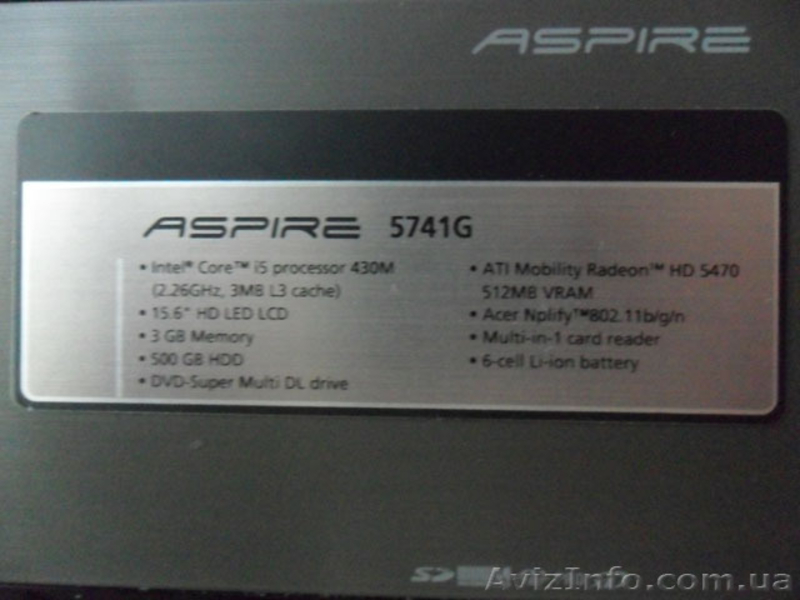 ASPIRE
ASPIRE 5741G
• Intel® Core™ i5 processor 430M
(2.26GHz, 3MB L3 cache)
• 15.6" HD LED LCD
• 3 GB Memory
• 500 GB HDD
• DVD-Super Multi DL drive
• ATI Mobility Radeon™ HD 5470
512MB VRAM
• Acer Nplify™802.11b/g/n
• Multi-in-1 card reader
• 6-cell Li-ion battery
AvizInfo.com.ua